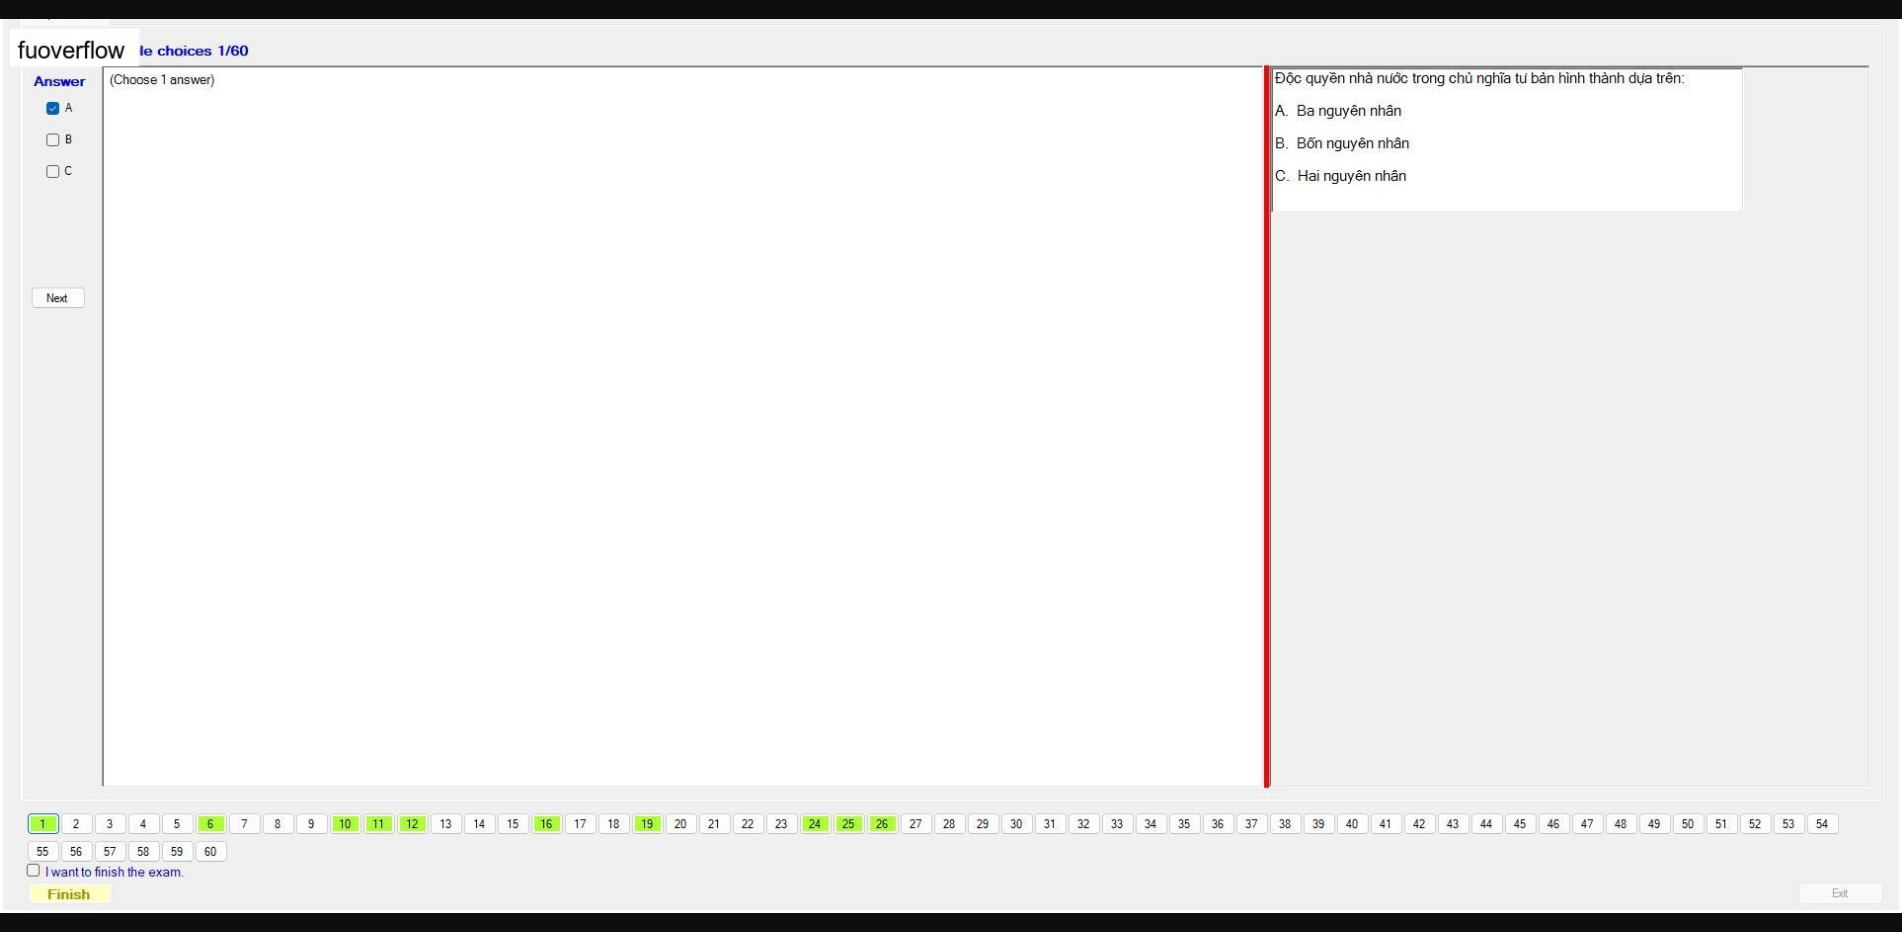 fuoverflow le choices 1/60
Answer
(Choose 1 answer)
A
B
C
Next
Độc quyền nhà nước trong chủ nghĩa tư bản hình thành dựa trên:
A. Ba nguyên nhân
B. Bốn nguyên nhân
C. Hai nguyên nhân
1 2 3 4 5 6 7 8 9 10 11 12 13 14 15 16 17 18 19 20 21 22 23 24 25 26 27 28 29 30 31 32 33 34 35 36 37 38 39 40 41 42 43 44 45 46 47 48 49 50 51 52 53 54
55 56 57 58 59 60
I want to finish the exam.
Finish
Exit